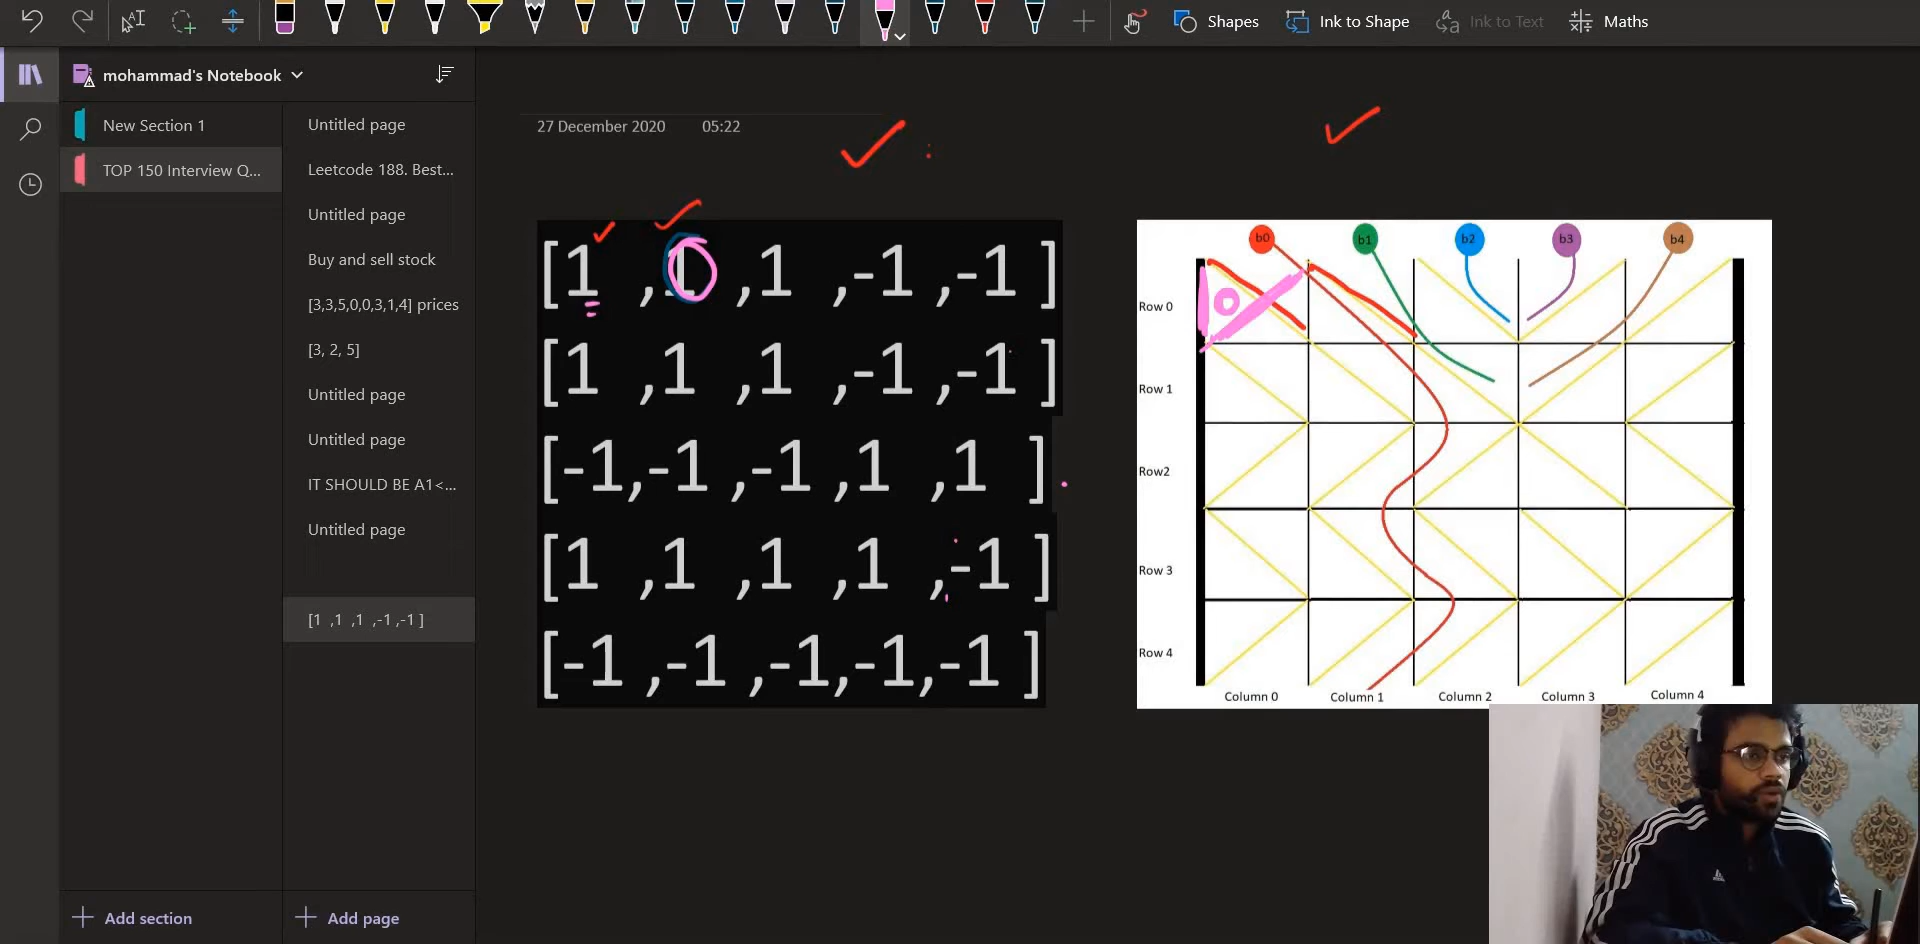 Shapes
Ink to Shape
Ink to Text
Maths
mohammad's Notebook
New Section 1
TOP 150 Interview Q...
Untitled page
Leetcode 188. Best...
Untitled page
Buy and sell stock
[3,3,5,0,0,3,1,4] prices
[3, 2, 5]
Untitled page
Untitled page
IT SHOULD BE A1<...
Untitled page
[1 ,1 ,1 ,-1 ,-1 ]
Add section
Add page
27 December 2020 05:22
[1 ,1 ,1 ,-1 ,-1 ]
[1 ,1 ,1 ,-1 ,-1 ]
[-1,-1 ,-1 ,1 ,1 ]
[1 ,1 ,1 ,1 ,-1 ]
[-1 ,-1 ,-1,-1,-1 ]
b0 b1 b2 b3 b4
Row 0
Row 1
Row2
Row 3
Row 4
Column 0 Column 1 Column 2 Column 3 Column 4